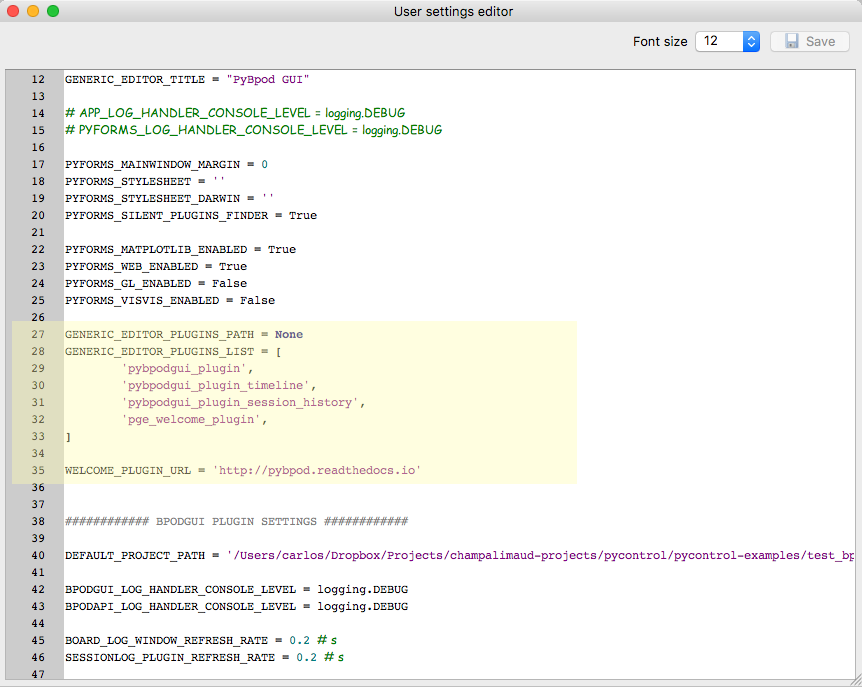 User settings editor
Font size 12 Save
12 GENERIC_EDITOR_TITLE = "PyBpod GUI"
13
14 # APP_LOG_HANDLER_CONSOLE_LEVEL = logging.DEBUG
15 # PYFORMS_LOG_HANDLER_CONSOLE_LEVEL = logging.DEBUG
16
17 PYFORMS_MAINWINDOW_MARGIN = 0
18 PYFORMS_STYLESHEET = ''
19 PYFORMS_STYLESHEET_DARWIN = ''
20 PYFORMS_SILENT_PLUGINS_FINDER = True
21
22 PYFORMS_MATPLOTLIB_ENABLED = True
23 PYFORMS_WEB_ENABLED = True
24 PYFORMS_GL_ENABLED = False
25 PYFORMS_VISVIS_ENABLED = False
26
27 GENERIC_EDITOR_PLUGINS_PATH = None
28 GENERIC_EDITOR_PLUGINS_LIST = [
29 'pybpodgui_plugin',
30 'pybpodgui_plugin_timeline',
31 'pybpodgui_plugin_session_history',
32 'pge_welcome_plugin',
33 ]
34
35 WELCOME_PLUGIN_URL = 'http://pybpod.readthedocs.io'
36
37
38 ############ BPODGUI PLUGIN SETTINGS ############
39
40 DEFAULT_PROJECT_PATH = '/Users/carlos/Dropbox/Projects/champalimaud-projects/pycontrol/pycontrol-examples/test_bp
41
42 BPODGUI_LOG_HANDLER_CONSOLE_LEVEL = logging.DEBUG
43 BPODAPI_LOG_HANDLER_CONSOLE_LEVEL = logging.DEBUG
44
45 BOARD_LOG_WINDOW_REFRESH_RATE = 0.2 # s
46 SESSIONLOG_PLUGIN_REFRESH_RATE = 0.2 # s
47